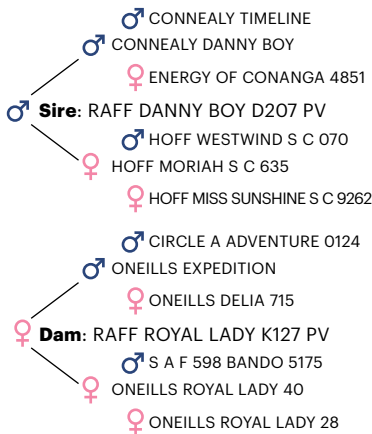 CONNEALY TIMELINE
CONNEALY DANNY BOY
ENERGY OF CONANGA 4851
Sire: RAFF DANNY BOY D207 PV
HOFF WESTWIND S C 070
HOFF MORIAH S C 635
HOFF MISS SUNSHINE S C 9262
CIRCLE A ADVENTURE 0124
ONEILLS EXPEDITION
ONEILLS DELIA 715
Dam: RAFF ROYAL LADY K127 PV
S A F 598 BANDO 5175
ONEILLS ROYAL LADY 40
ONEILLS ROYAL LADY 28